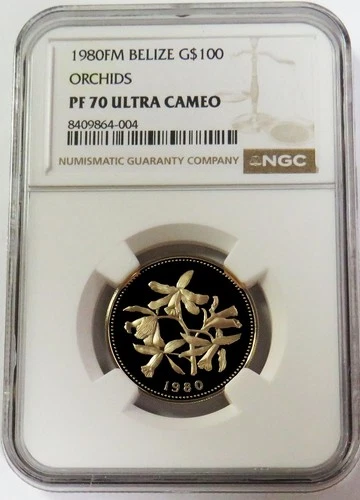 1980FM BELIZE G$100
ORCHIDS
PF 70 ULTRA CAMEO
8409864-004
NUMISMATIC GUARANTY COMPANY NGC
1980